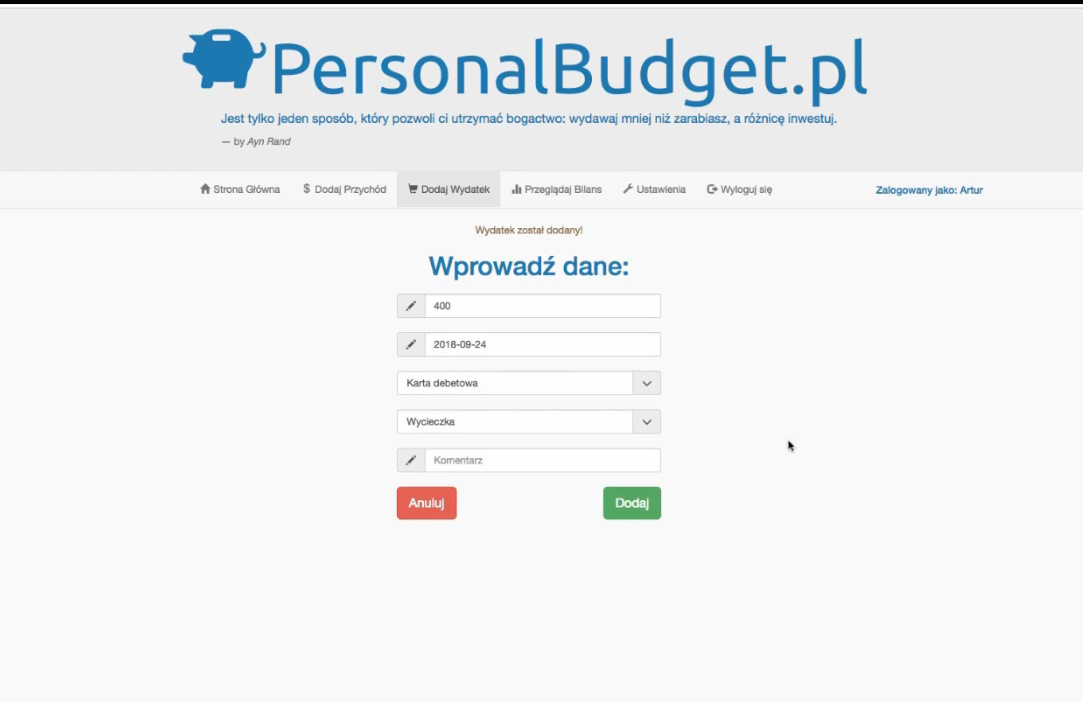 PersonalBudget.pl
Jest tylko jeden sposób, który pozwoli ci utrzymać bogactwo: wydawaj mniej niż zarabiasz, a różnicę inwestuj.
— by Ayn Rand
Strona Główna $ Dodaj Przychód Dodaj Wydatek Przeglądaj Bilans Ustawienia Wyloguj się Zalogowany jako: Artur
Wydatek został dodany!
Wprowadź dane:
400
2018-09-24
Karta debetowa
Wycieczka
Komentarz
Anuluj Dodaj